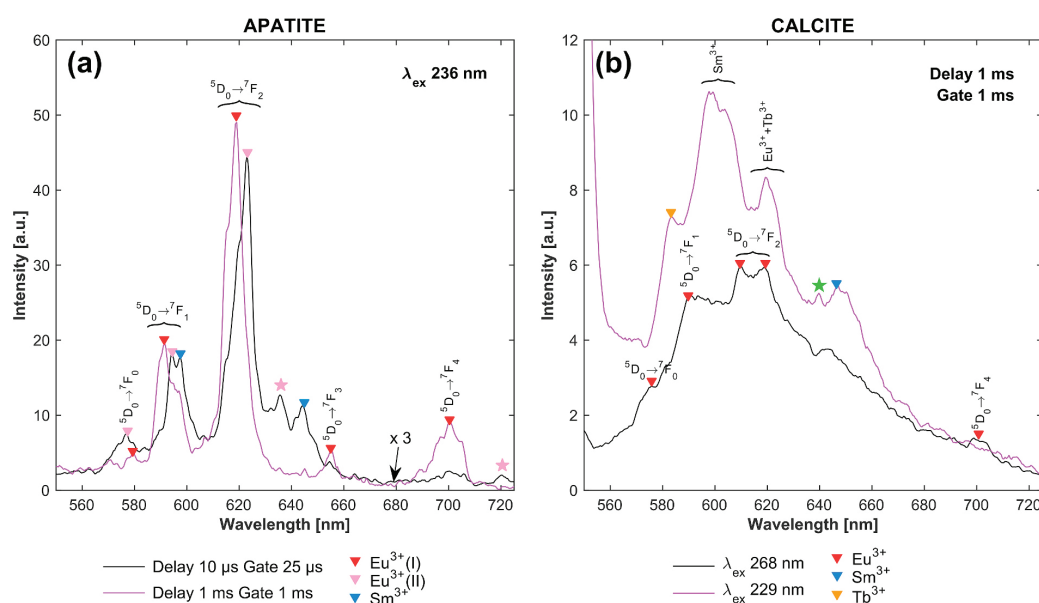 APATITE
(a)
λex 236 nm
⁵D₀→⁷F₂
⁵D₀→⁷F₁
⁵D₀→⁷F₀
⁵D₀→⁷F₃
⁵D₀→⁷F₄
x 3
Intensity [a.u.]
60
50
40
30
20
10
0
560 580 600 620 640 660 680 700 720
Wavelength [nm]
Delay 10 µs Gate 25 µs
Delay 1 ms Gate 1 ms
Eu³⁺(I)
Eu³⁺(II)
Sm³⁺
CALCITE
(b)
Delay 1 ms
Gate 1 ms
Sm³⁺
Eu³⁺+Tb³⁺
⁵D₀→⁷F₁
⁵D₀→⁷F₂
⁵D₀→⁷F₀
⁵D₀→⁷F₄
Intensity [a.u.]
12
10
8
6
4
2
0
560 580 600 620 640 660 680 700 720
Wavelength [nm]
λex 268 nm
λex 229 nm
Eu³⁺
Sm³⁺
Tb³⁺